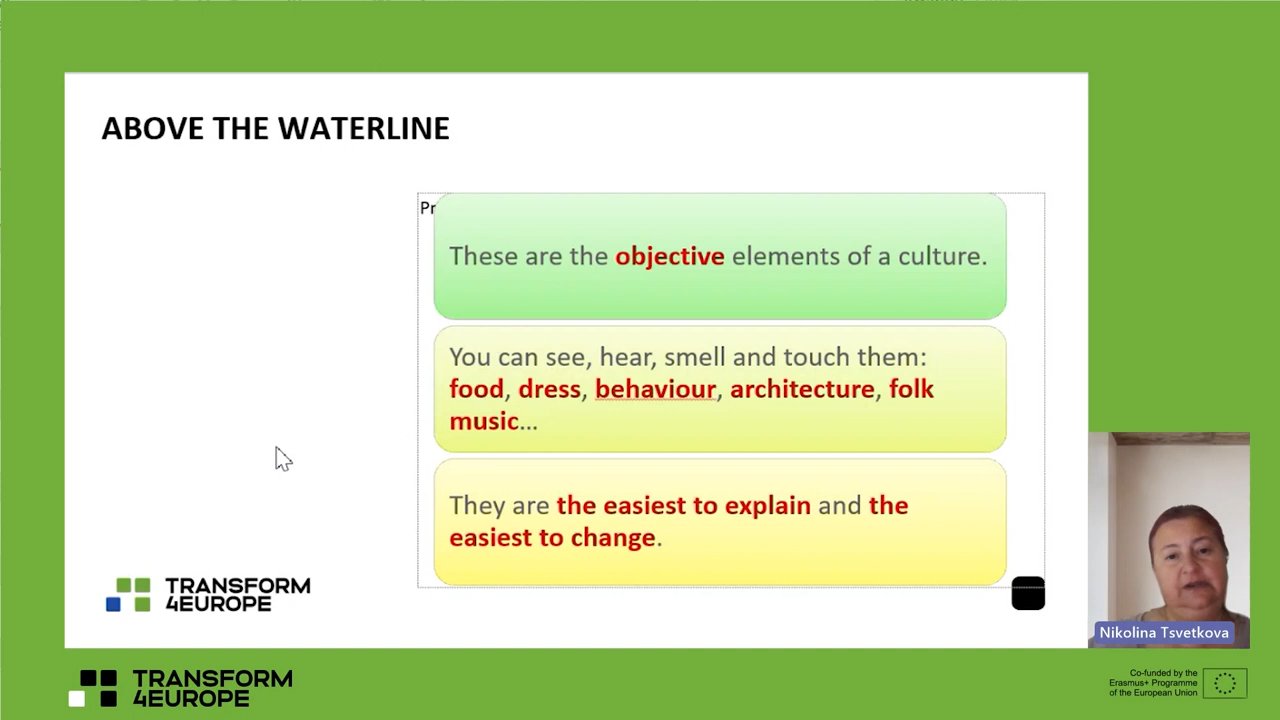 ABOVE THE WATERLINE
Pr
These are the objective elements of a culture.
You can see, hear, smell and touch them:
food, dress, behaviour, architecture, folk
music...
They are the easiest to explain and the
easiest to change.
TRANSFORM
4EUROPE
Nikolina Tsvetkova
TRANSFORM
4EUROPE
Co-funded by the
Erasmus+ Programme
of the European Union